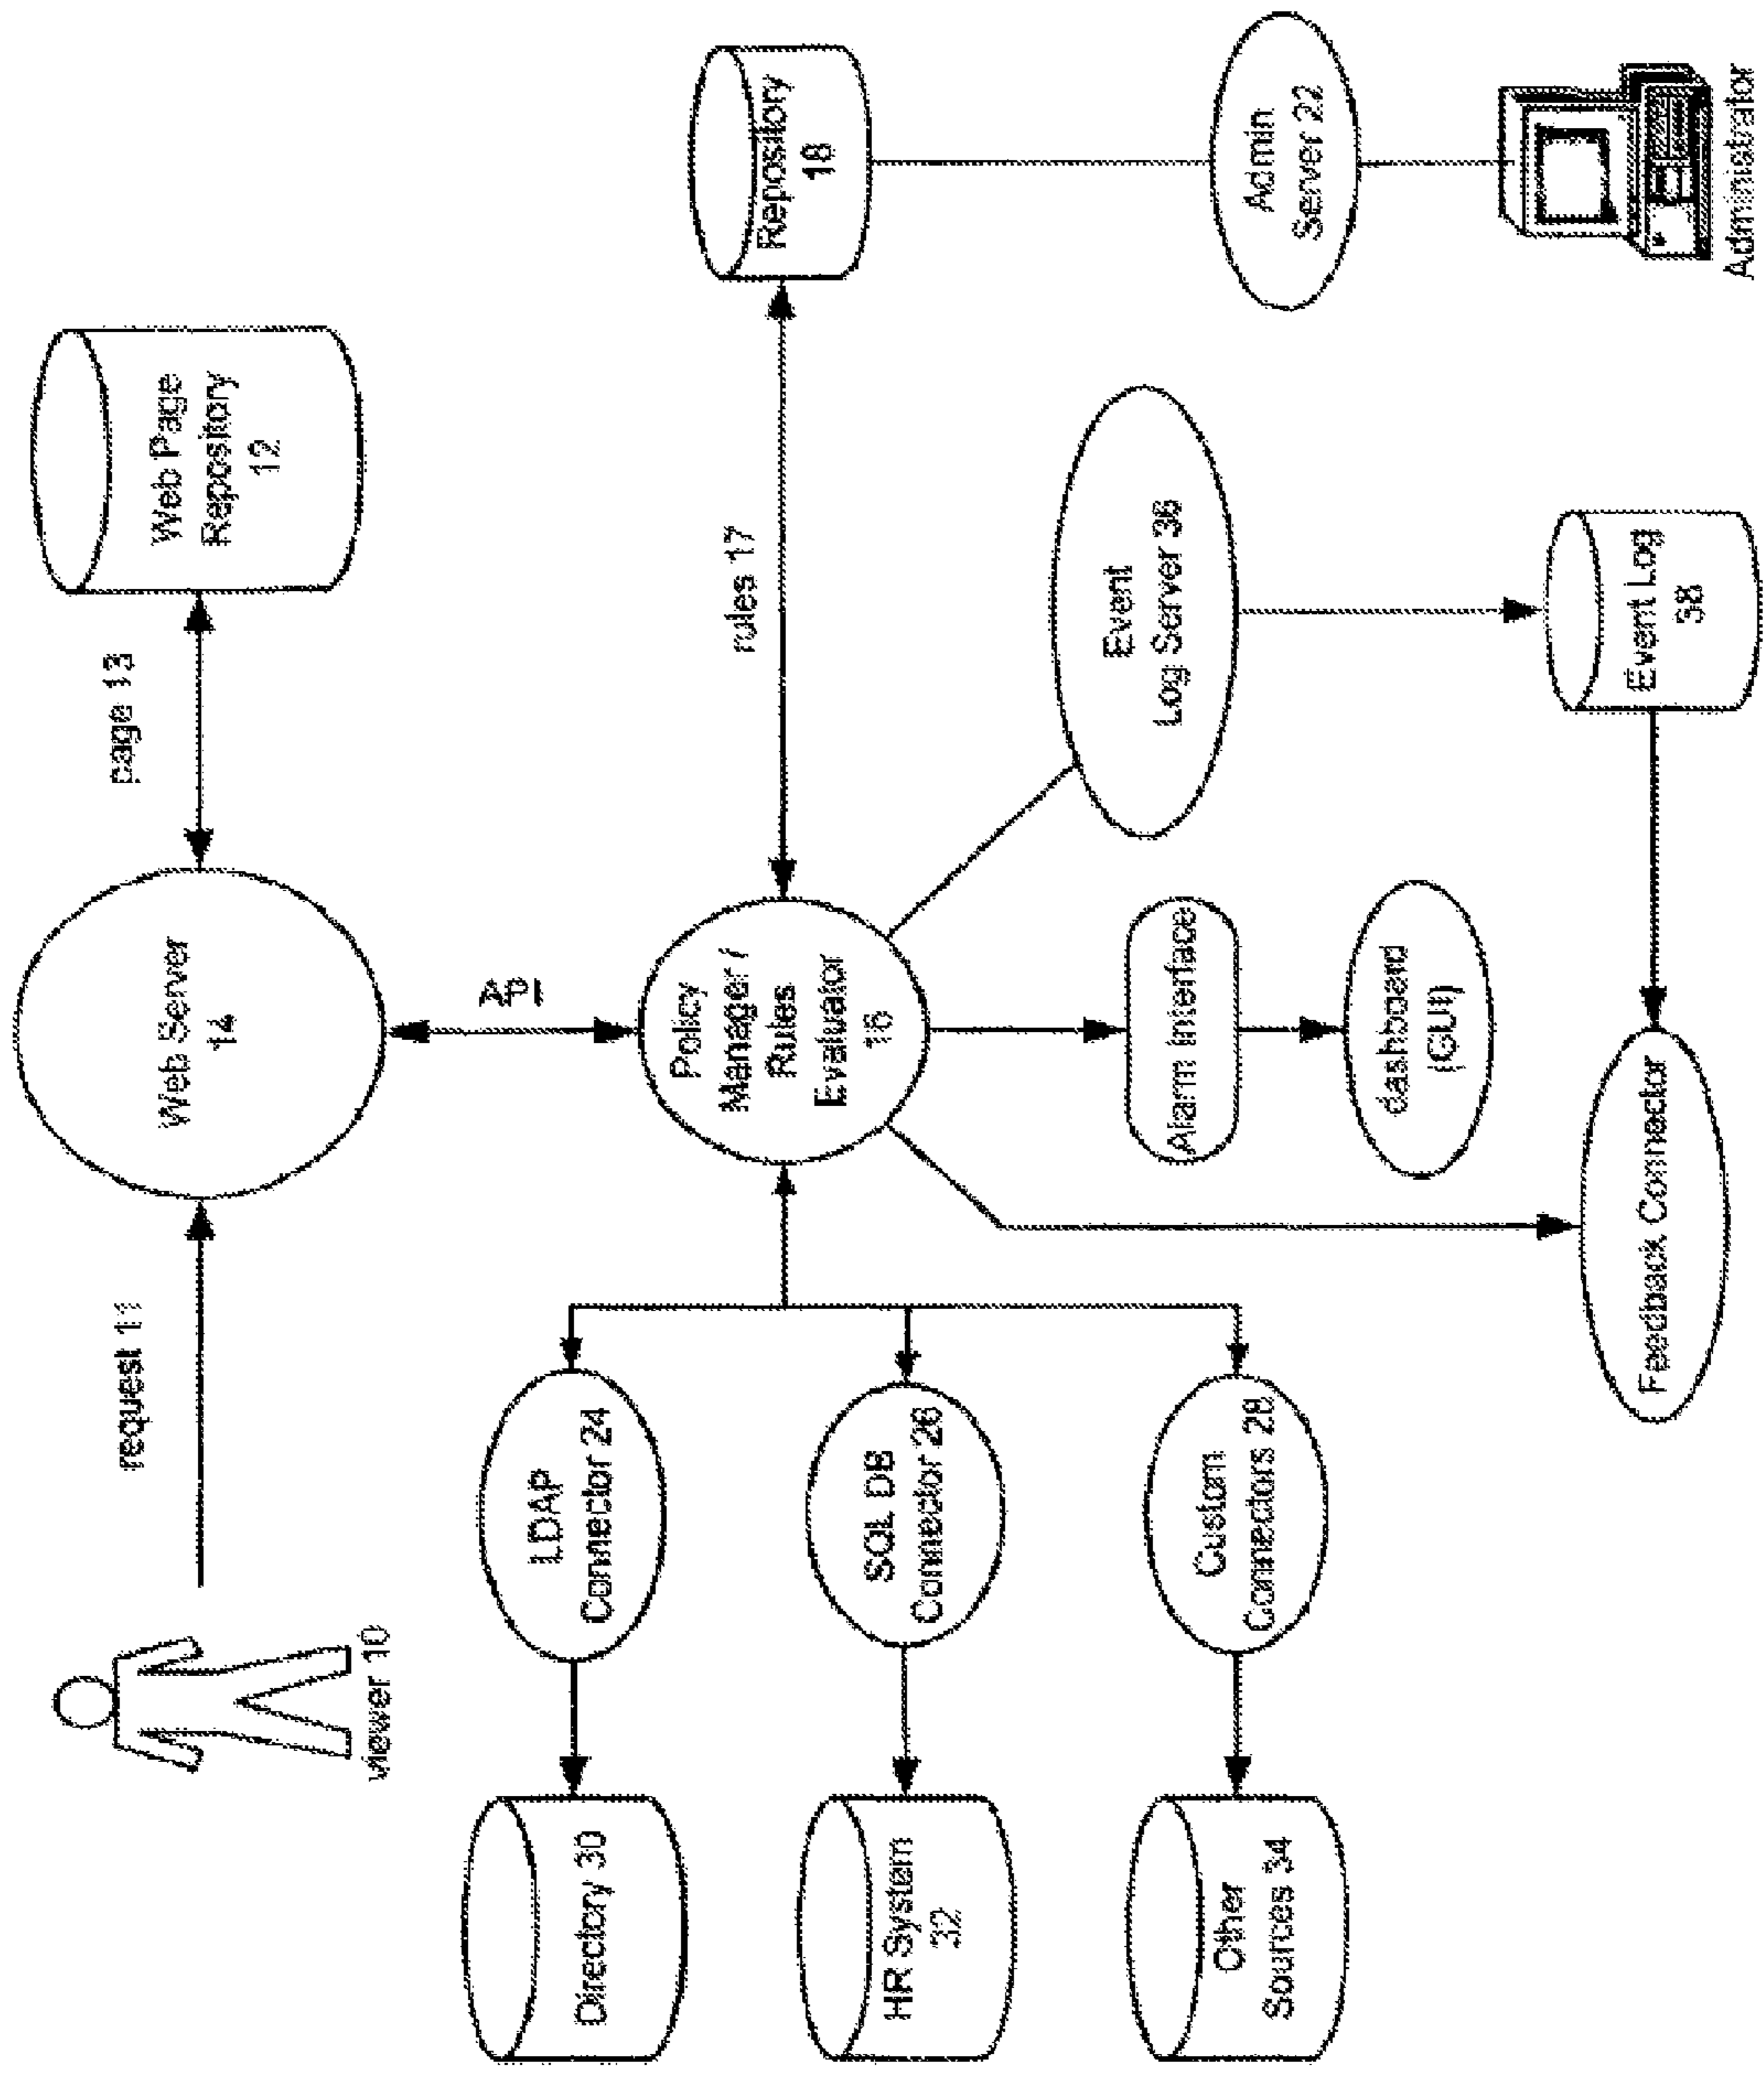 viewer 10
request 11
Web Server
14
page 13
Web Page
Repository
12
API
Directory 30
LDAP
Connector 24
HR System
32
SQL DB
Connector 26
Other
Sources 34
Custom
Connectors 28
Policy
Manager /
Rules
Evaluator
16
rules 17
Repository
18
Alarm Interface
dashboard
(GUI)
Event
Log Server 36
Admin
Server 22
Feedback Connector
Event Log
38
Administrator